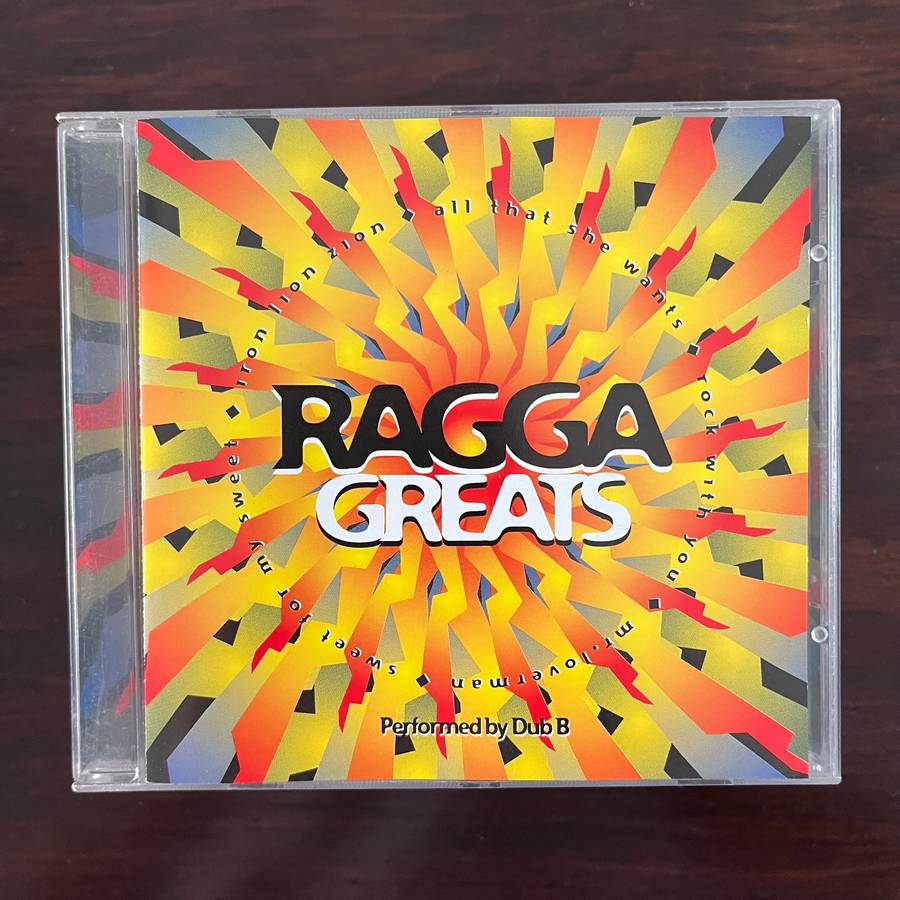 RAGGA
GREATS
all that she wants • rock with you • mr. loverman • sweet for my sweet • iron lion zion •
Performed by Dub B